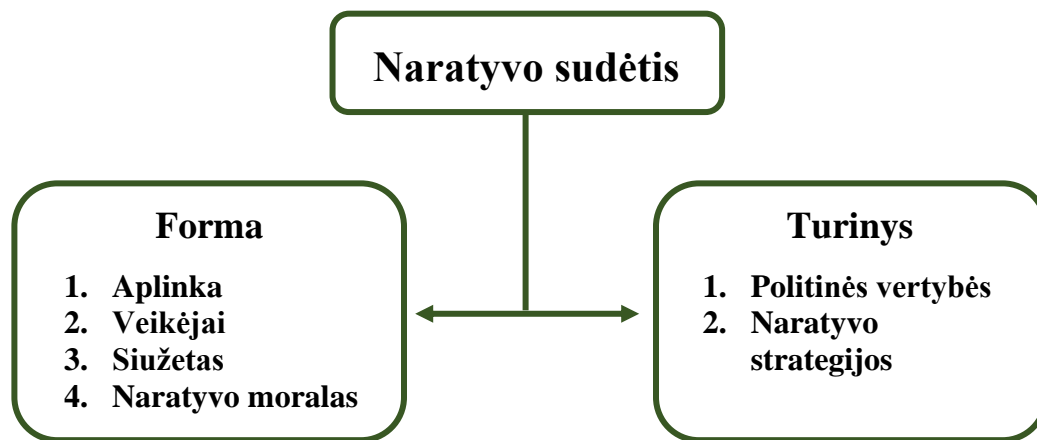 Naratyvo sudėtis
Forma
1. Aplinka
2. Veikėjai
3. Siužetas
4. Naratyvo moralas
Turinys
1. Politinės vertybės
2. Naratyvo
strategijos